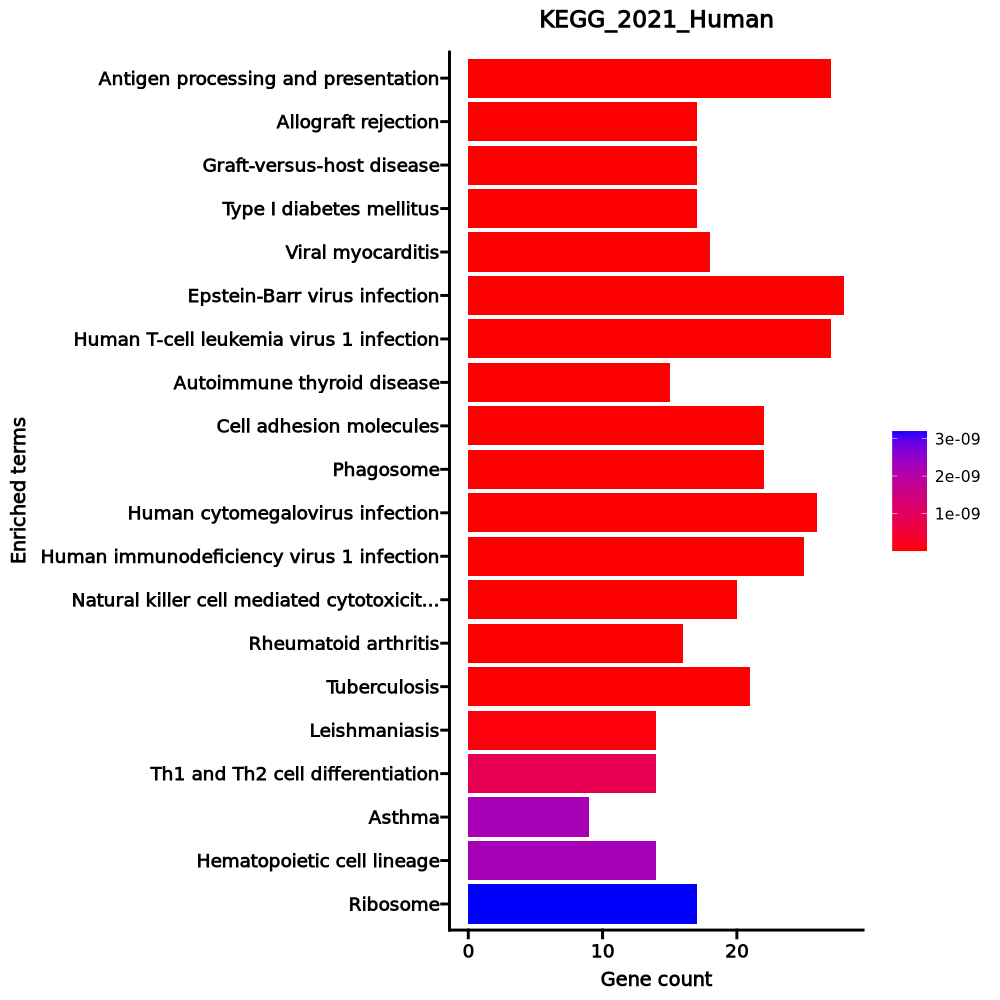 KEGG_2021_Human
Antigen processing and presentation
Allograft rejection
Graft-versus-host disease
Type I diabetes mellitus
Viral myocarditis
Epstein-Barr virus infection
Human T-cell leukemia virus 1 infection
Autoimmune thyroid disease
Cell adhesion molecules
Phagosome
Human cytomegalovirus infection
Human immunodeficiency virus 1 infection
Natural killer cell mediated cytotoxicit...
Rheumatoid arthritis
Tuberculosis
Leishmaniasis
Th1 and Th2 cell differentiation
Asthma
Hematopoietic cell lineage
Ribosome
Enriched terms
0 10 20
Gene count
3e-09
2e-09
1e-09